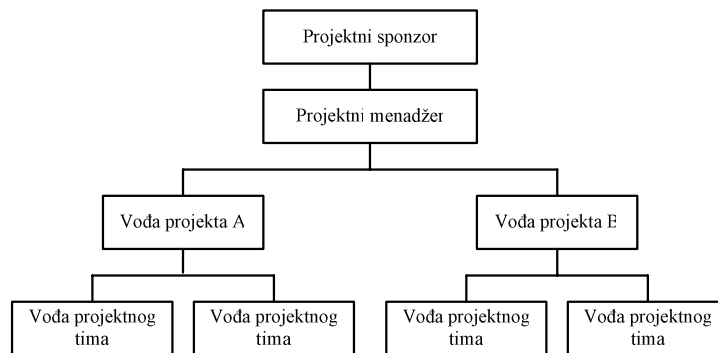 Projektni sponzor
Projektni menadžer
Vođa projekta A
Vođa projekta B
Vođa projektnog
tima
Vođa projektnog
tima
Vođa projektnog
tima
Vođa projektnog
tima